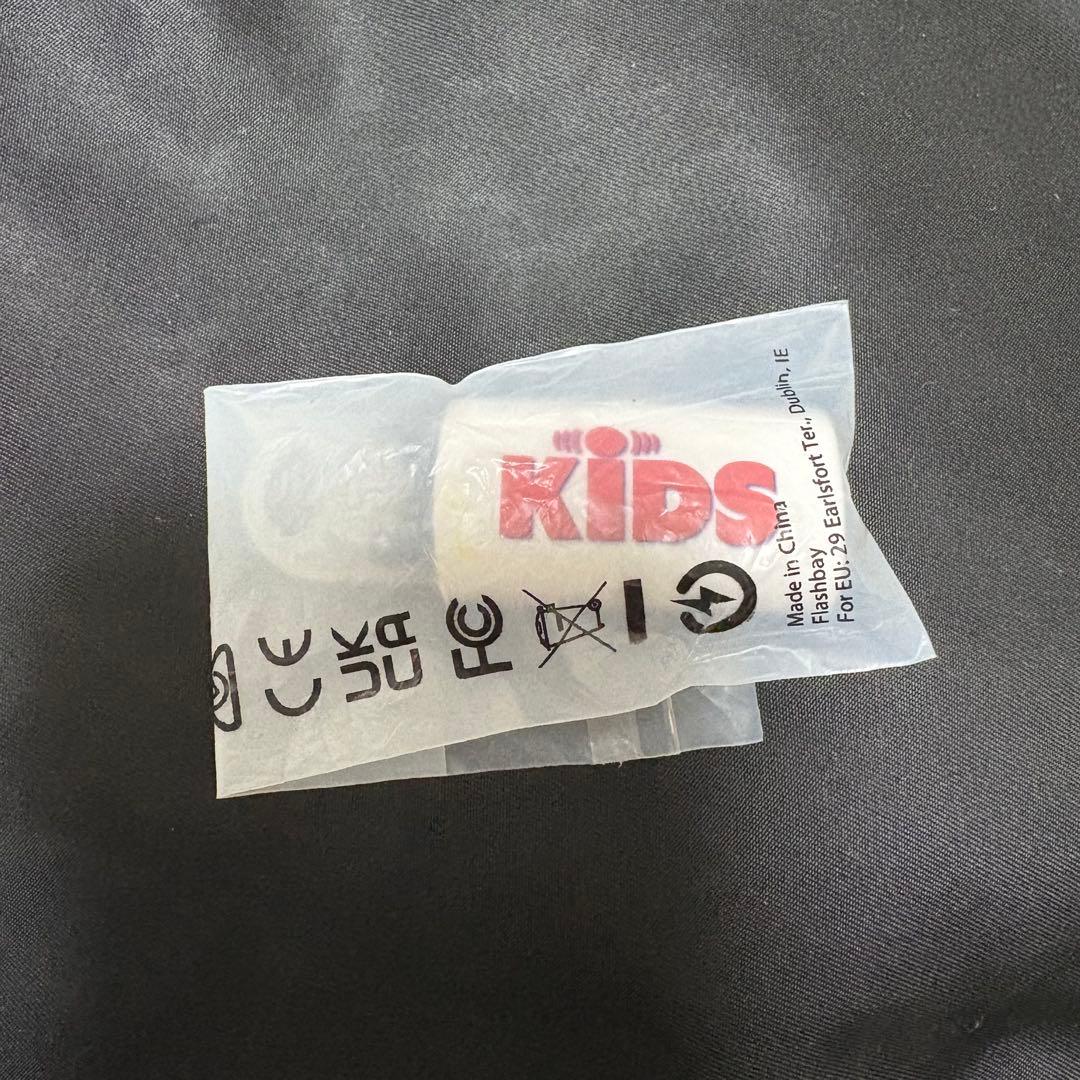 KiDS
CE
UK
CA
FC
Made in China
Flashbay
For EU: 29 Earlsfort Ter., Dublin, IE